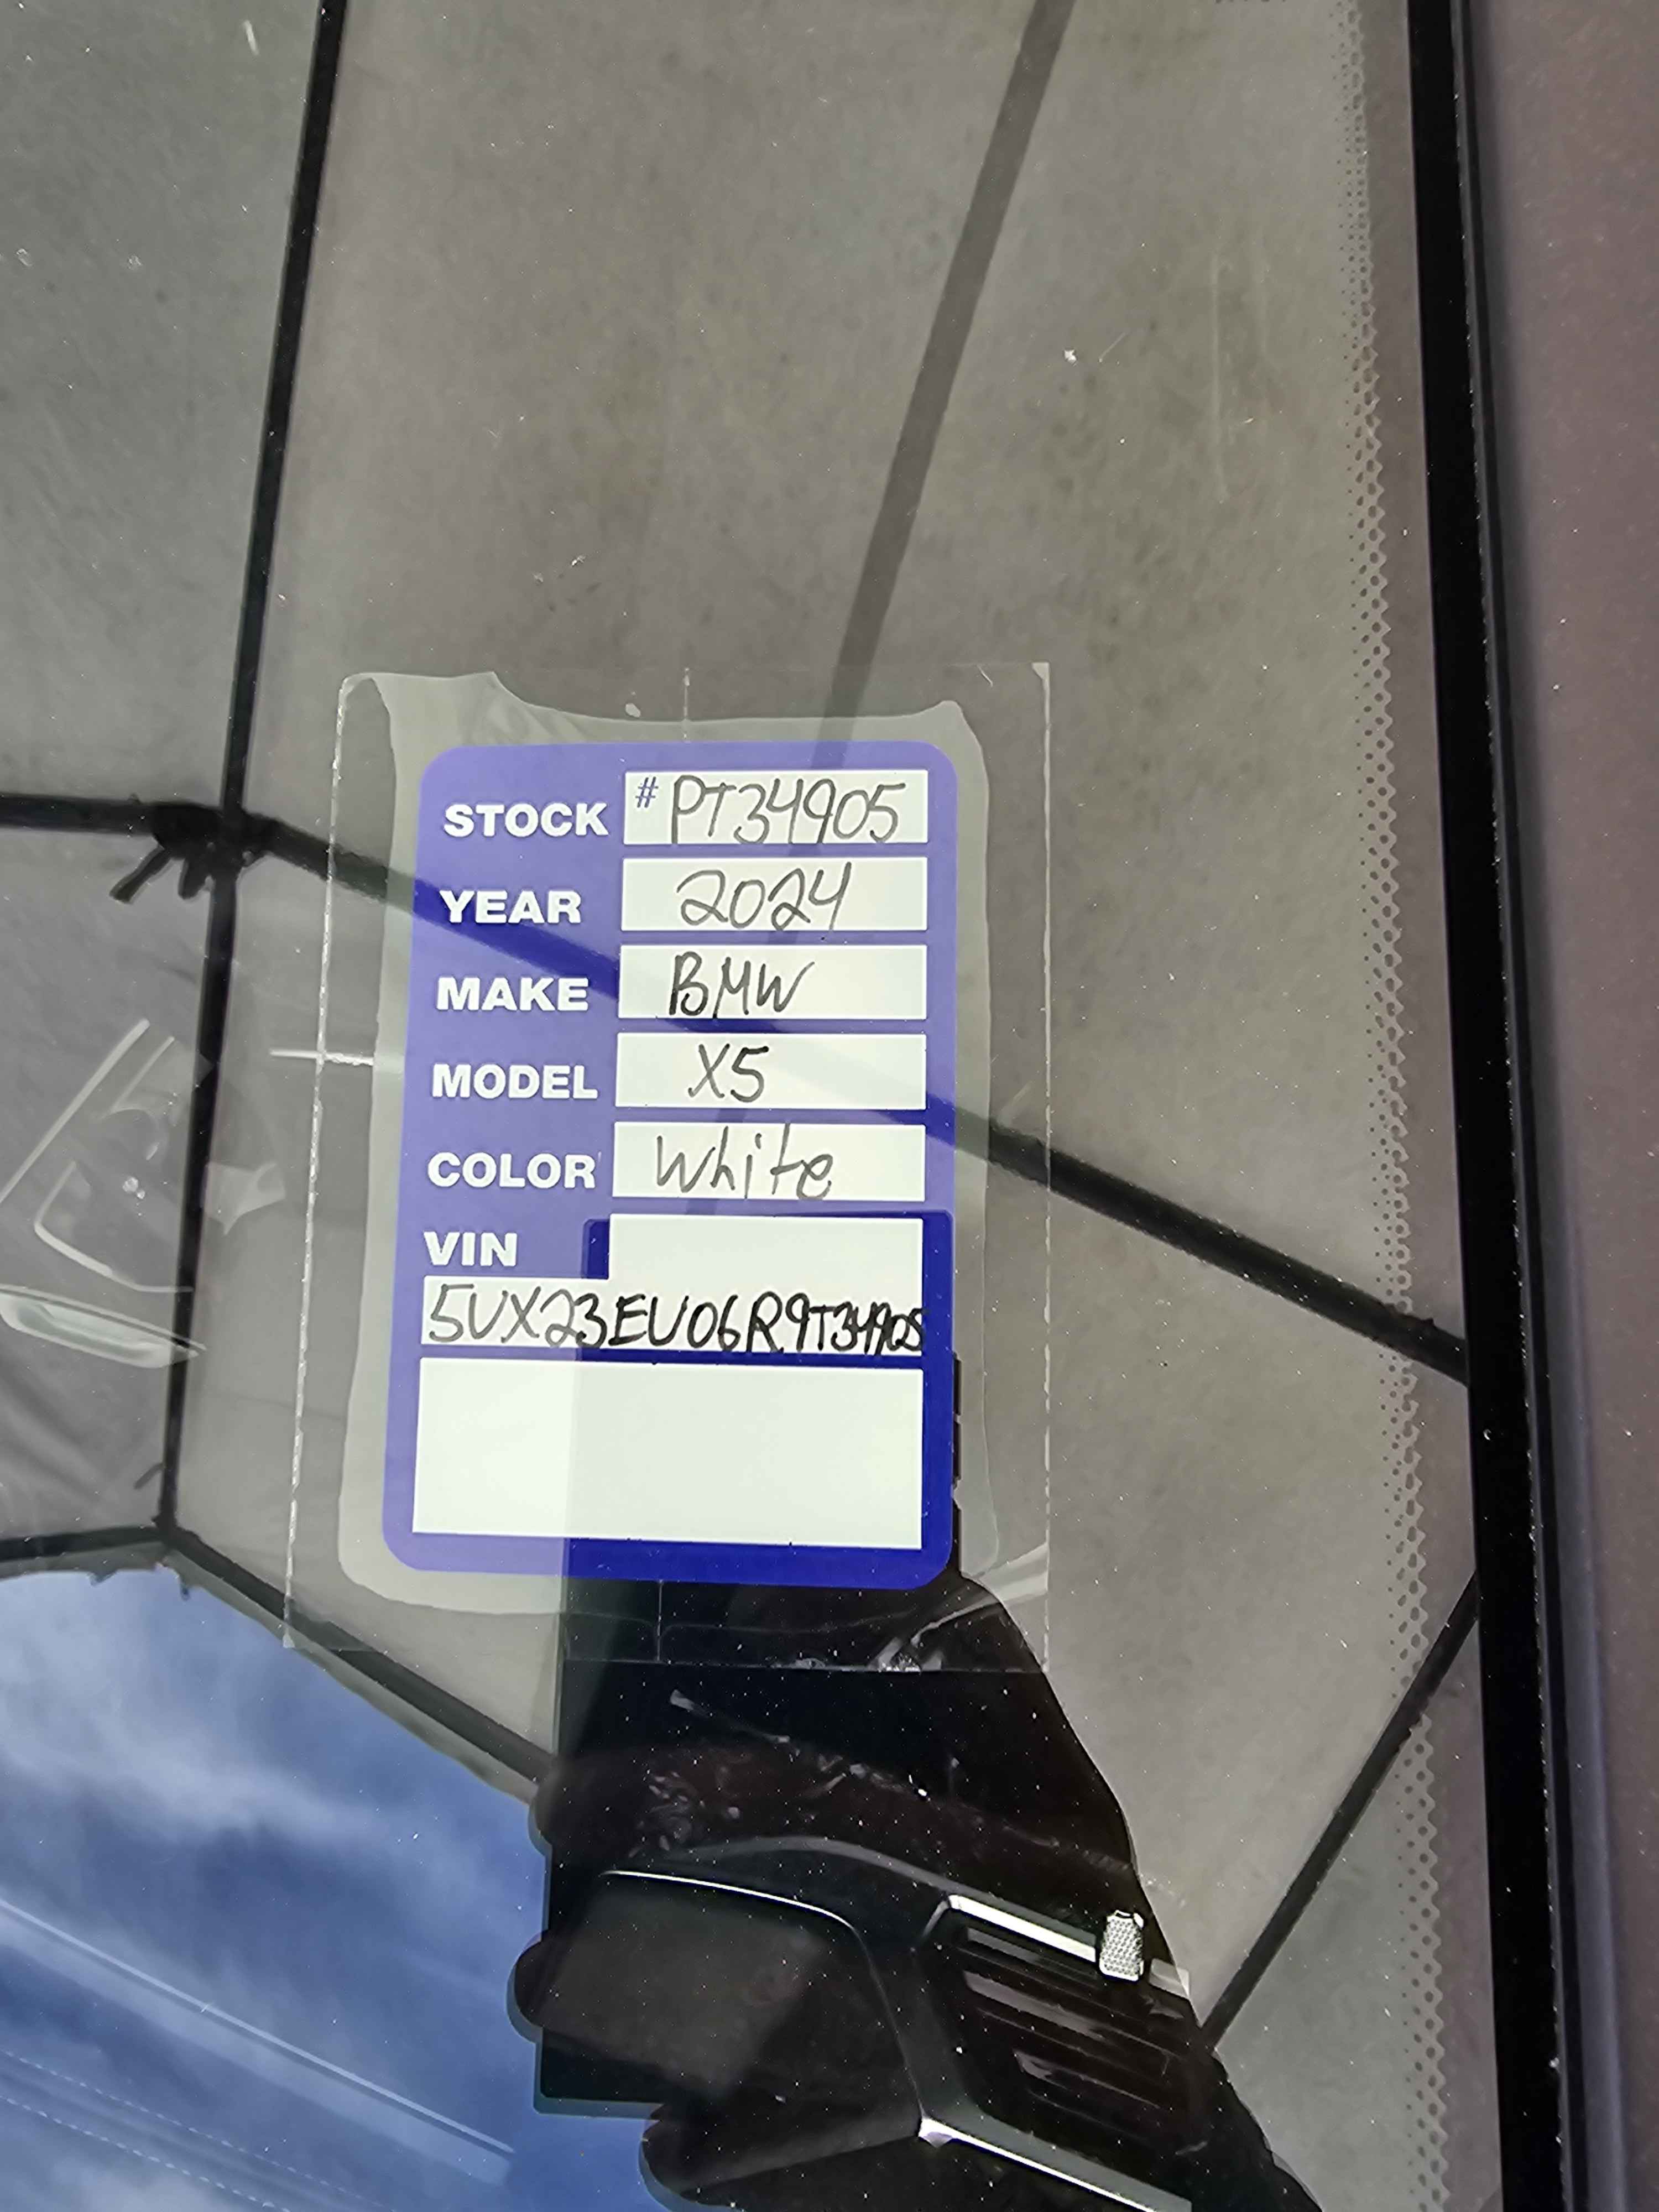 STOCK # PT34905
YEAR 2024
MAKE BMW
MODEL X5
COLOR White
VIN
5UX23EU06R9T34905